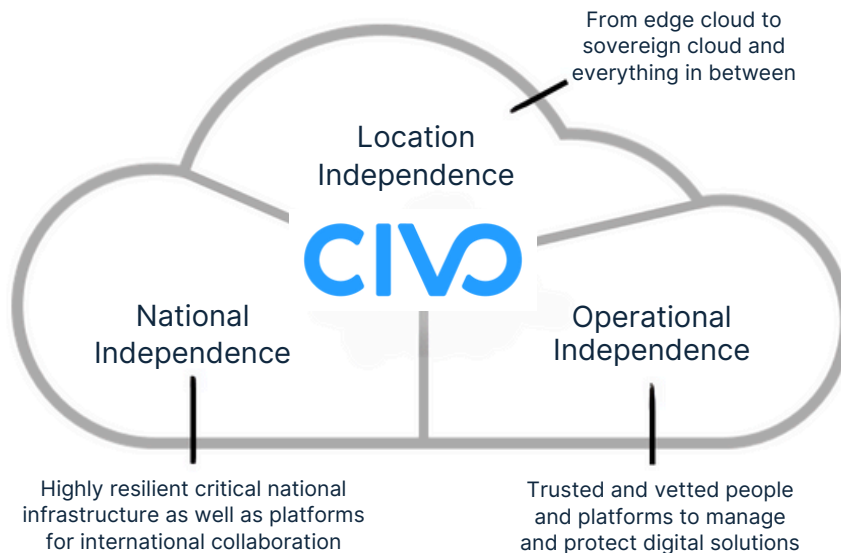 From edge cloud to
sovereign cloud and
everything in between
Location
Independence
CIVO
National
Independence
Operational
Independence
Highly resilient critical national
infrastructure as well as platforms
for international collaboration
Trusted and vetted people
and platforms to manage
and protect digital solutions